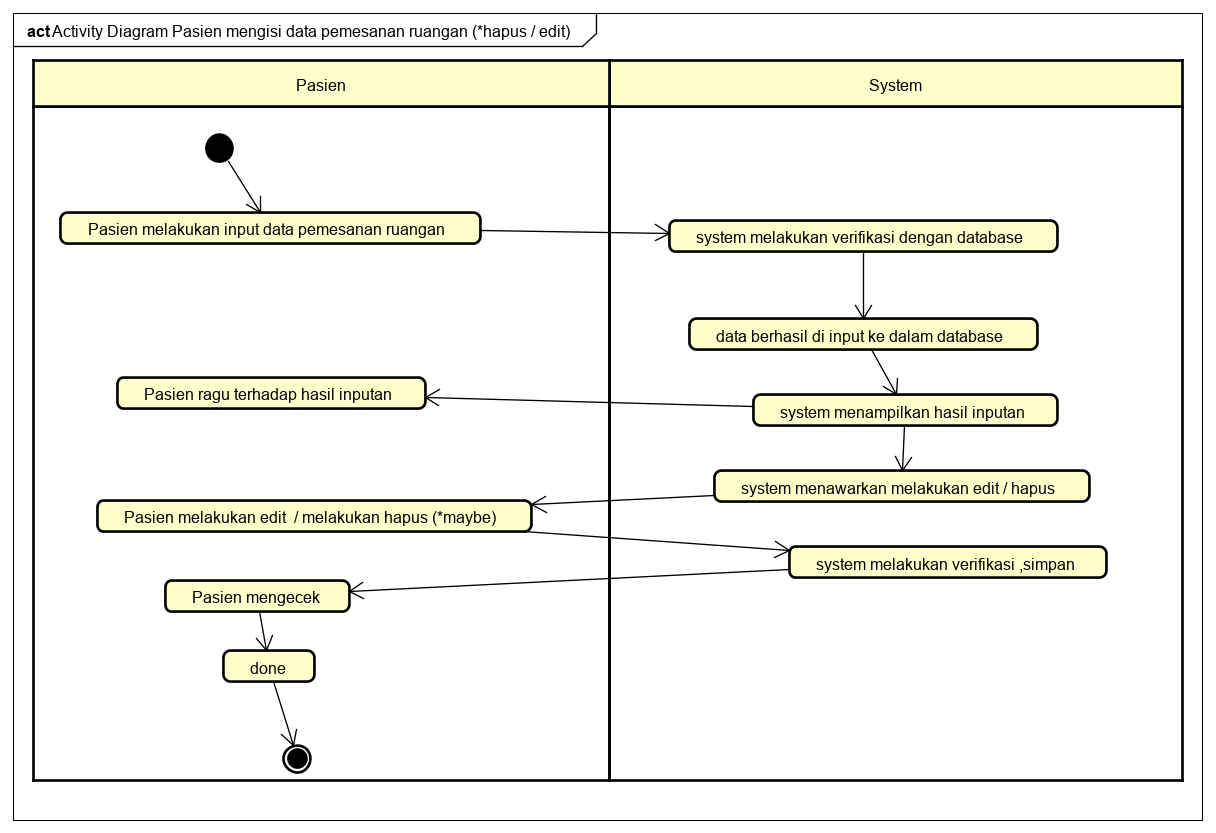 act Activity Diagram Pasien mengisi data pemesanan ruangan (*hapus / edit)
Pasien
System
Pasien melakukan input data pemesanan ruangan
system melakukan verifikasi dengan database
data berhasil di input ke dalam database
Pasien ragu terhadap hasil inputan
system menampilkan hasil inputan
system menawarkan melakukan edit / hapus
Pasien melakukan edit / melakukan hapus (*maybe)
system melakukan verifikasi ,simpan
Pasien mengecek
done